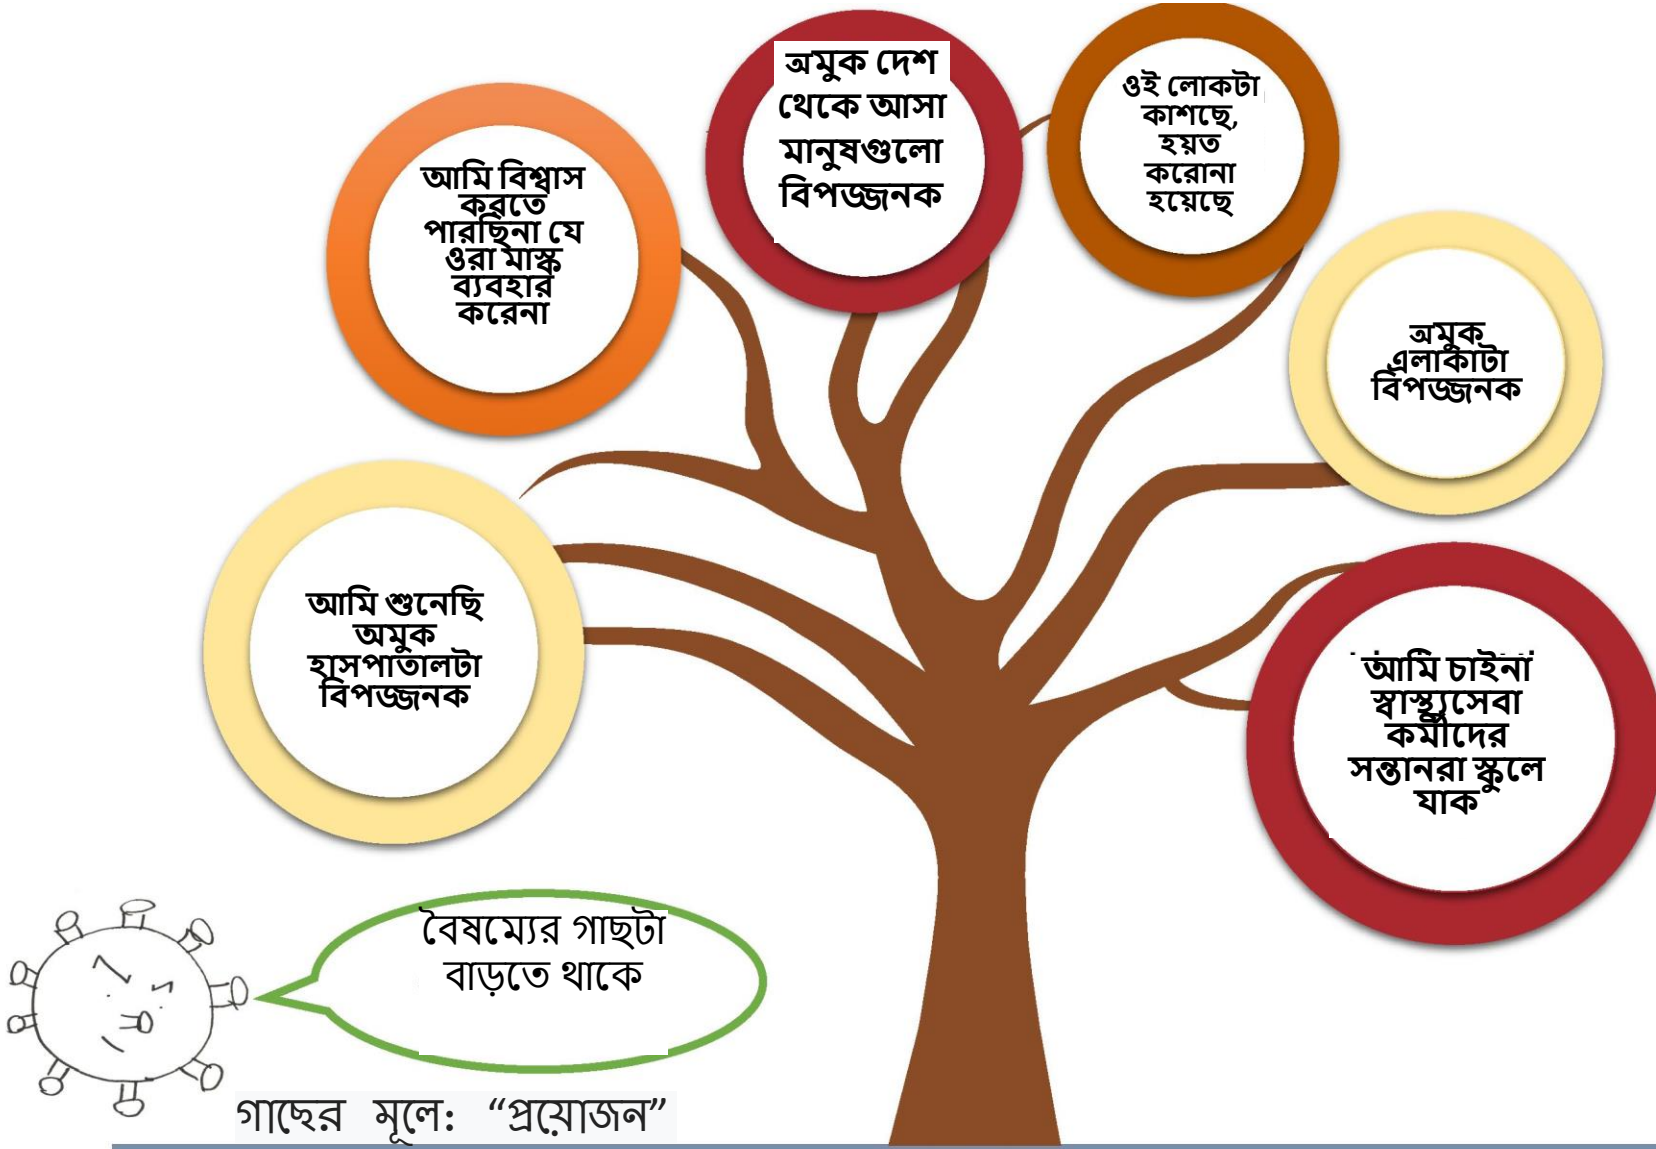 অমুক দেশ
থেকে আসা
মানুষগুলো
বিপজ্জনক
ওই লোকটা
কাশছে,
হয়ত
করোনা
হয়েছে
আমি বিশ্বাস
করতে
পারছিনা যে
ওরা মাস্ক
ব্যবহার
করেনা
অমুক
এলাকাটা
বিপজ্জনক
আমি শুনেছি
অমুক
হাসপাতালটা
বিপজ্জনক
আমি চাইনা
স্বাস্থ্যসেবা
কর্মীদের
সন্তানরা স্কুলে
যাক
বৈষম্যের গাছটা
বাড়তে থাকে
গাছের মূলে: “প্রয়োজন”